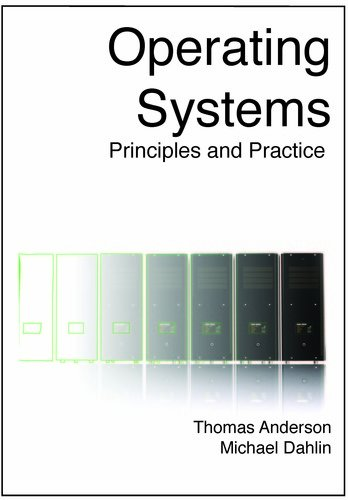 Operating
Systems
Principles and Practice
Thomas Anderson
Michael Dahlin